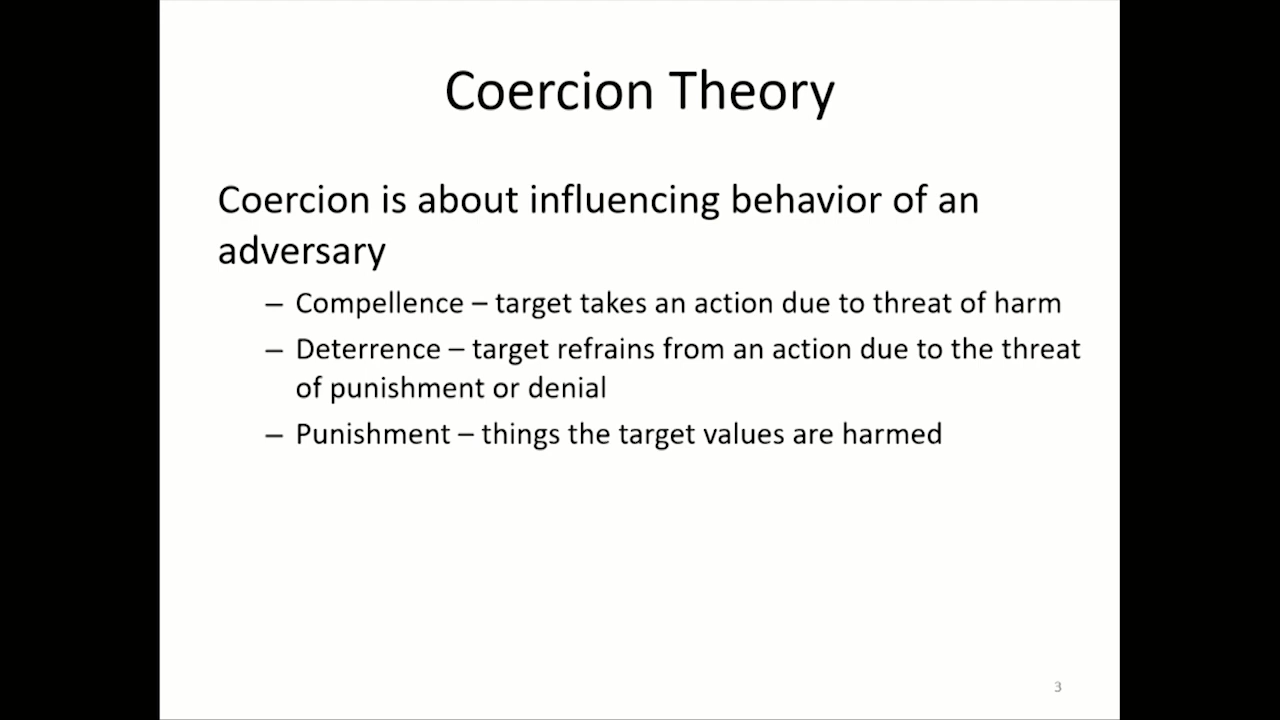 Coercion Theory
Coercion is about influencing behavior of an
adversary
– Compellence – target takes an action due to threat of harm
– Deterrence – target refrains from an action due to the threat
of punishment or denial
– Punishment – things the target values are harmed
3